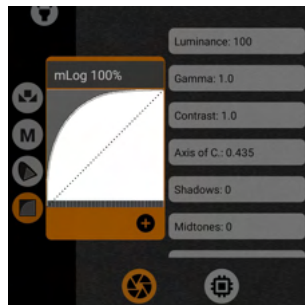 Luminance: 100
mLog 100%
Gamma: 1.0
Contrast: 1.0
M
Axis of C.: 0.435
Shadows: 0
Midtones: 0